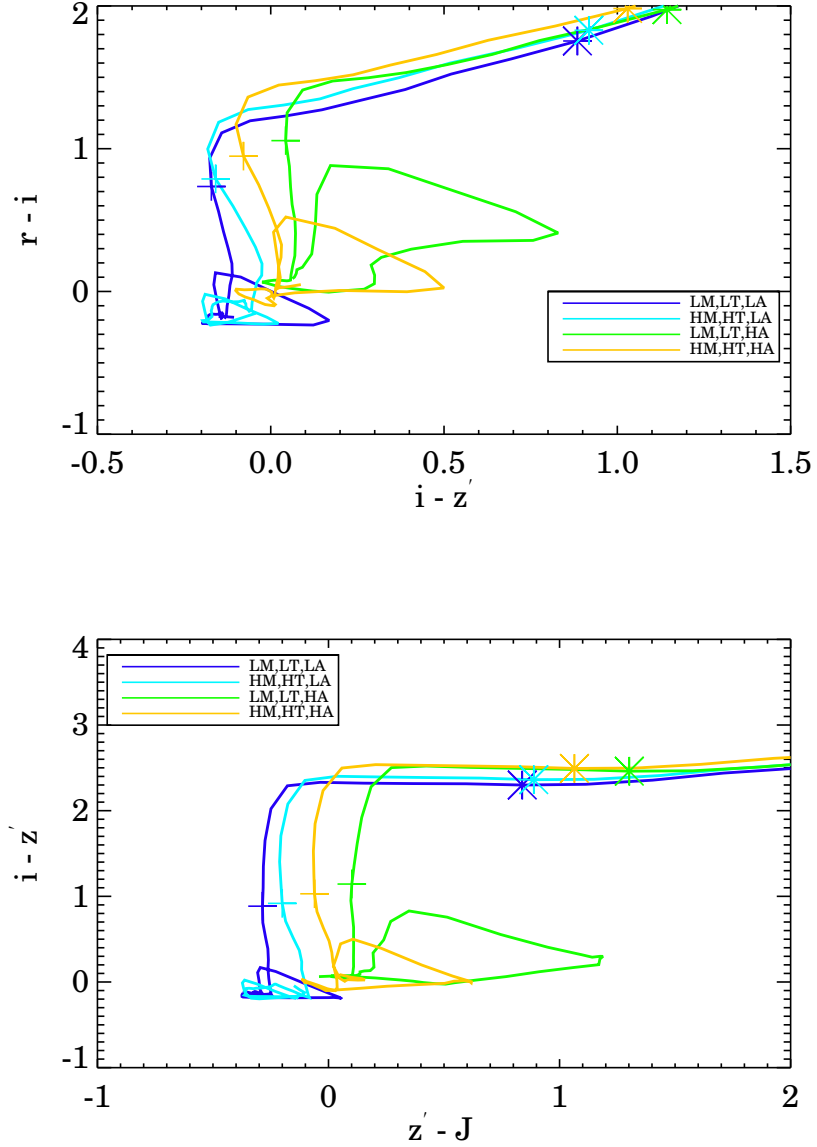 2
1
0
-1
r - i
LM,LT,LA
HM,HT,LA
LM,LT,HA
HM,HT,HA
-0.5
0.0
0.5
1.0
1.5
i - z′
4
3
2
1
0
-1
i - z′
LM,LT,LA
HM,HT,LA
LM,LT,HA
HM,HT,HA
-1
0
1
2
z′ - J